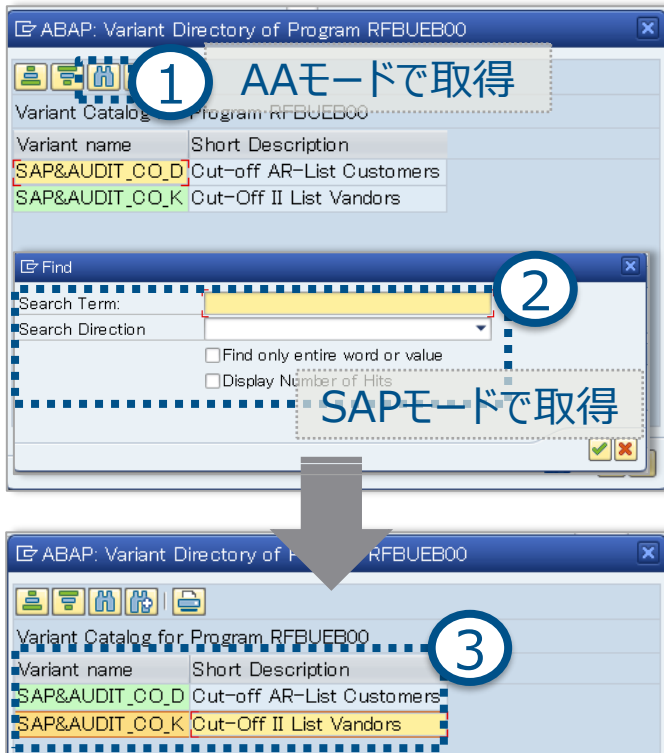 ABAP: Variant Directory of Program RFBUEB00
1
AAモードで取得
Variant Catalog Program RFBUEB00
Variant name Short Description
SAP&AUDIT_CO_D Cut-off AR-List Customers
SAP&AUDIT_CO_K Cut-Off II List Vandors
Find
2
Search Term:
Search Direction
Find only entire word or value
Display Number of Hits
SAPモードで取得
ABAP: Variant Directory of RFBUEB00
Variant Catalog for Program RFBUEB00
3
Variant name Short Description
SAP&AUDIT_CO_D Cut-off AR-List Customers
SAP&AUDIT_CO_K Cut-Off II List Vandors